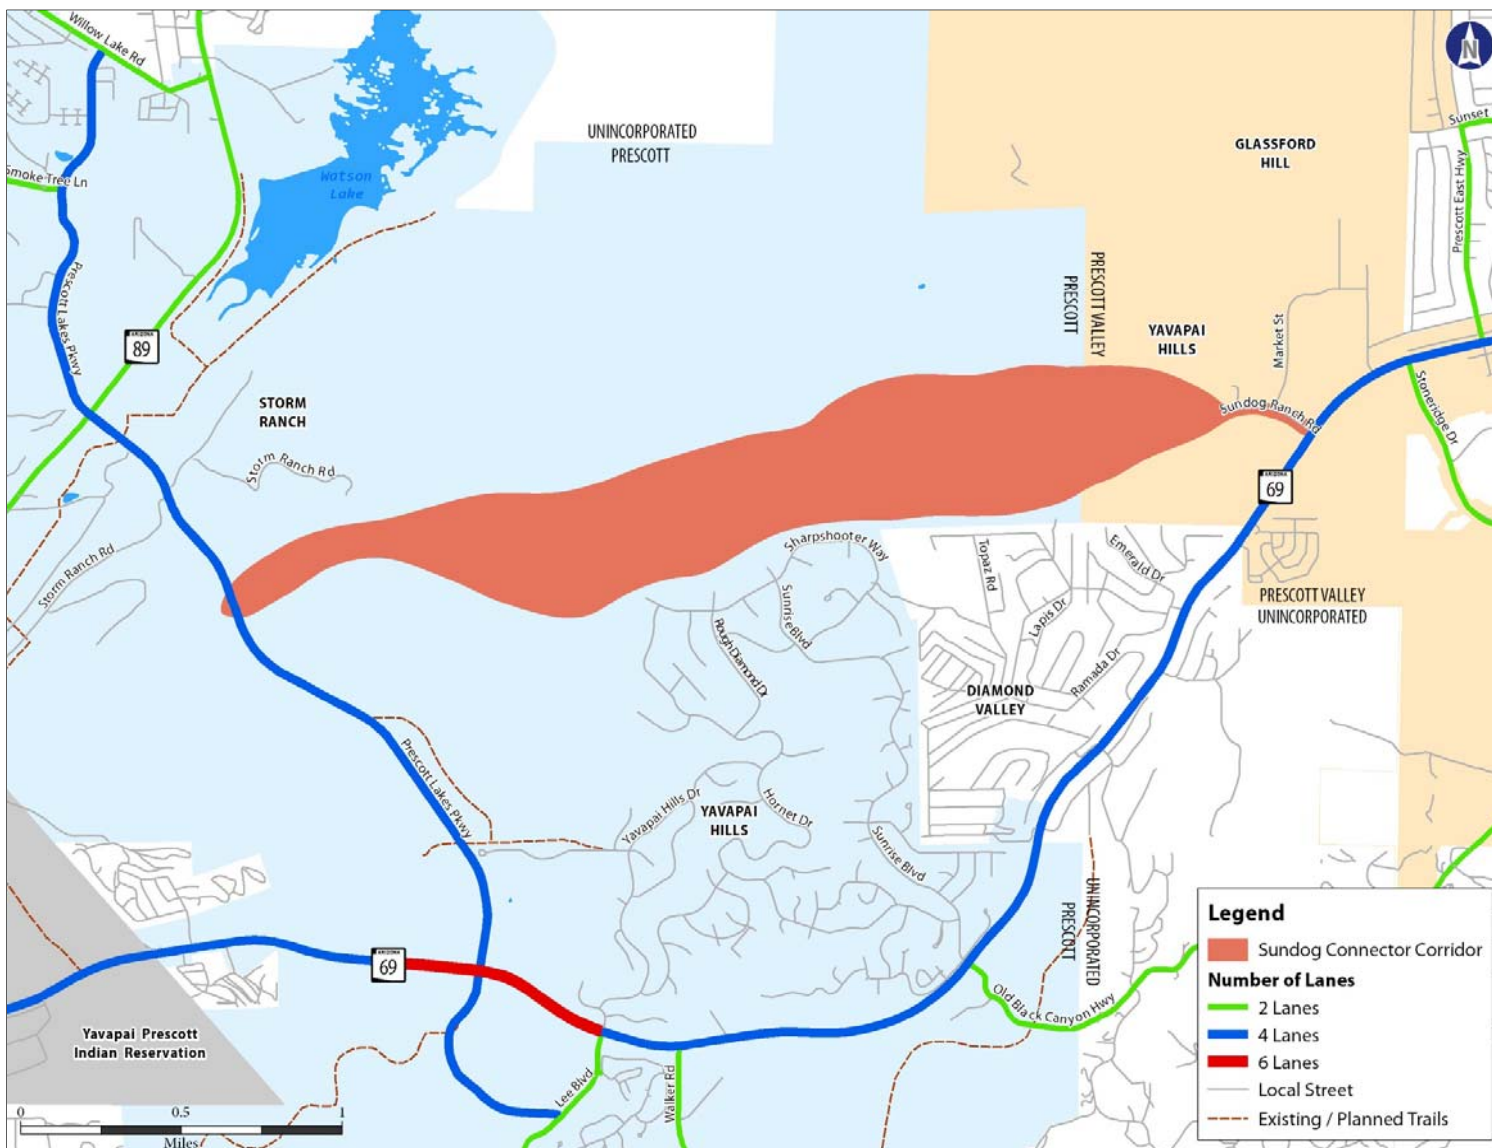 Willow Lake Rd
N
UNINCORPORATED
PRESCOTT
GLASSFORD
HILL
Sunset
Prescott East Hwy
Smoke Tree Ln
Watson
Lake
Prescott Lakes Pkwy
PRESCOTT
PRESCOTT VALLEY
YAVAPAI
HILLS
Market St
ARIZONA
89
STORM
RANCH
Storm Ranch Rd
Sundog Ranch Rd
Stoneridge Dr
ARIZONA
69
Storm Ranch Rd
Sharpshooter Way
Sunrise Blvd
Topaz Rd
Emerald Dr
Lapis Dr
PRESCOTT VALLEY
UNINCORPORATED
Rough Diamond Dr
Ramada Dr
DIAMOND
VALLEY
Prescott Lakes Pkwy
Yavapai Hills Dr
YAVAPAI
HILLS
Hornet Dr
Sunrise Blvd
PRESCOTT
UNINCORPORATED
ARIZONA
69
Old Black Canyon Hwy
Yavapai Prescott
Indian Reservation
Lee Blvd
Walker Rd
0 0.5 1
Miles
Legend
Sundog Connector Corridor
Number of Lanes
2 Lanes
4 Lanes
6 Lanes
Local Street
Existing / Planned Trails